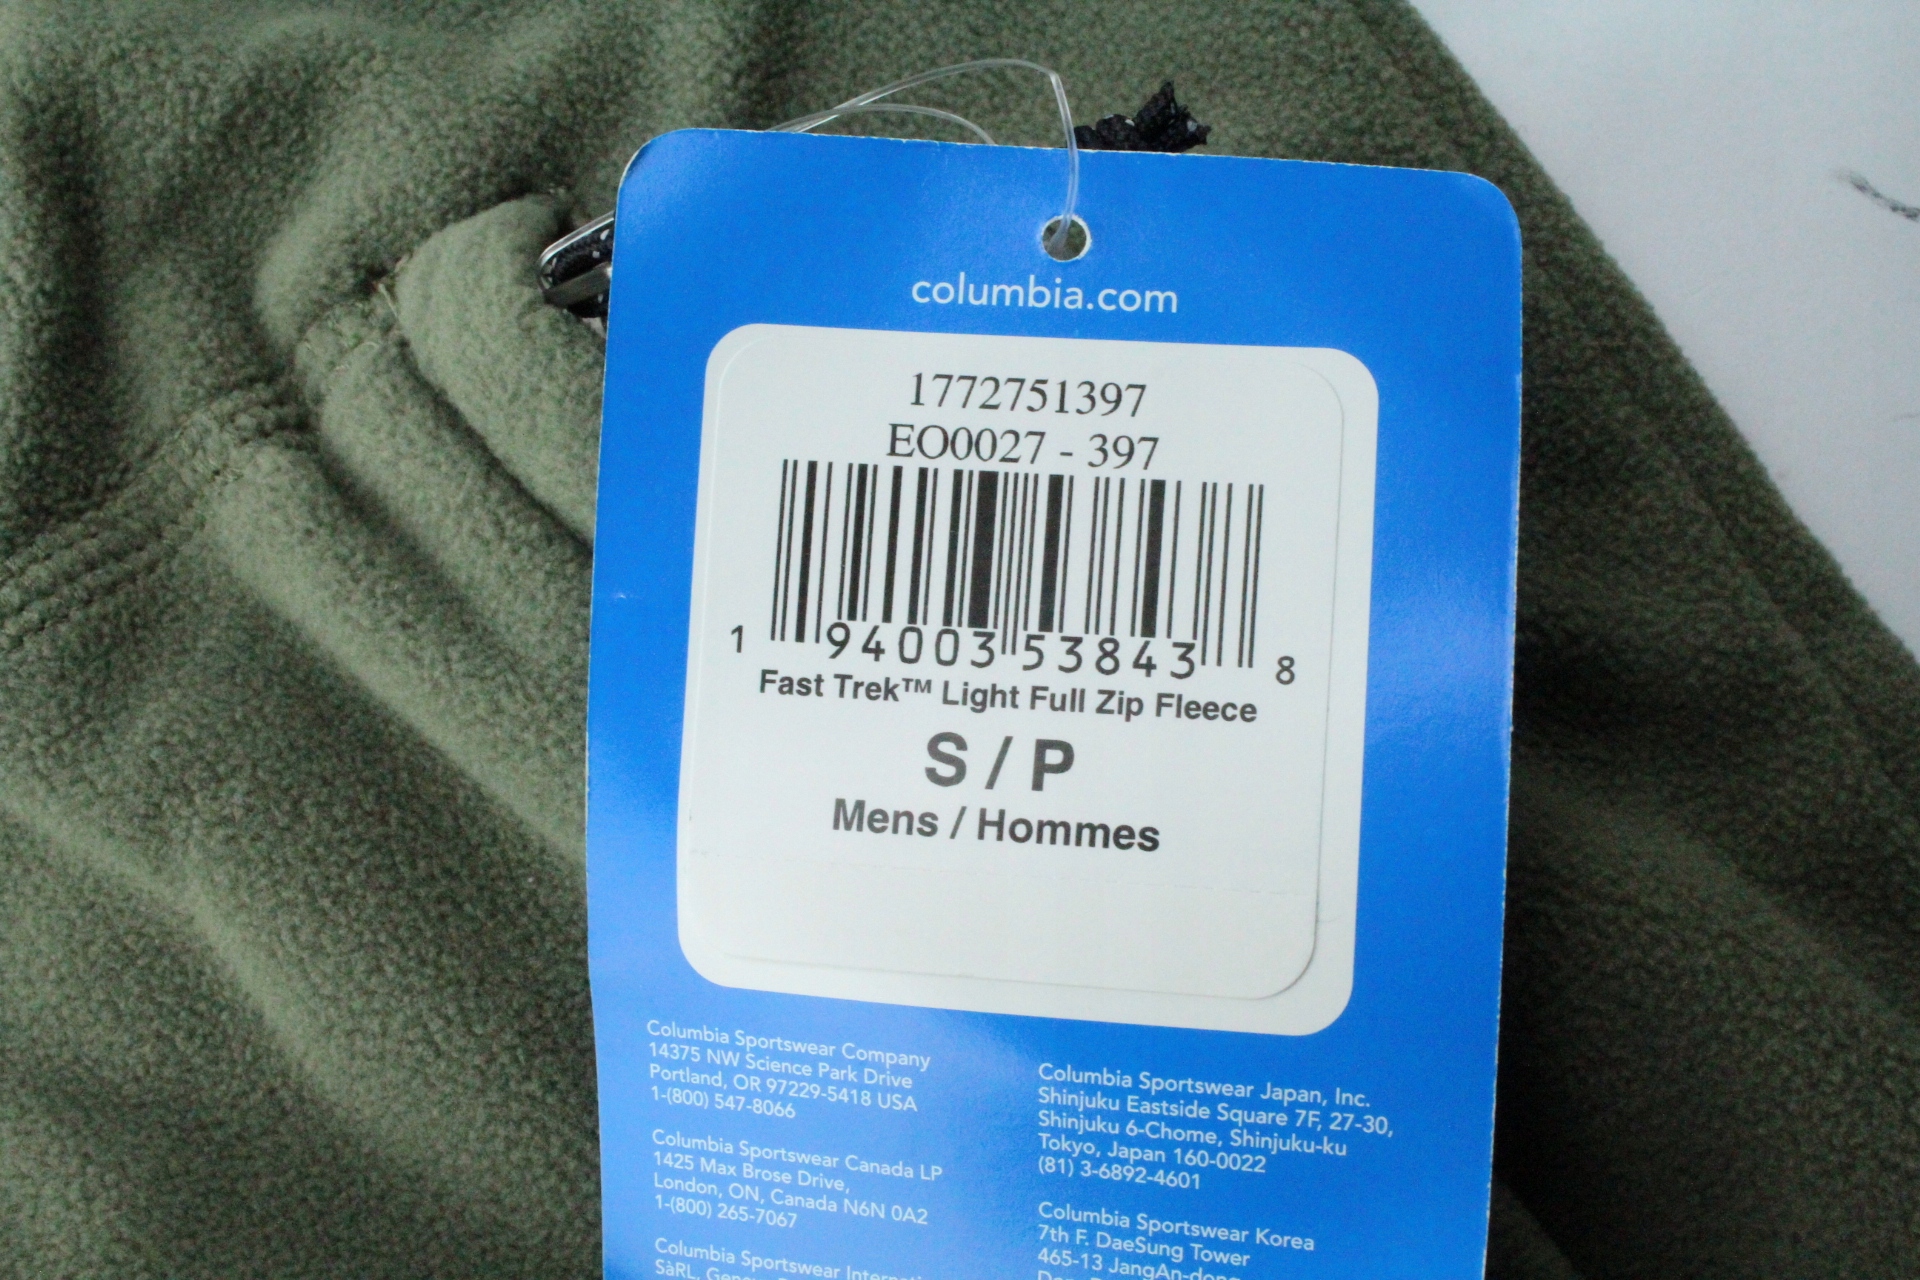 columbia.com
1772751397
EO0027 - 397
1 94003 53843 8
Fast Trek™ Light Full Zip Fleece
S / P
Mens / Hommes
Columbia Sportswear Company
14375 NW Science Park Drive
Portland, OR 97229-5418 USA
1-(800) 547-8066
Columbia Sportswear Canada LP
1425 Max Brose Drive,
London, ON, Canada N6N 0A2
1-(800) 265-7067
Columbia Sportswear
SàRL,
Columbia Sportswear Japan, Inc.
Shinjuku Eastside Square 7F, 27-30,
Shinjuku 6-Chome, Shinjuku-ku
Tokyo, Japan 160-0022
(81) 3-6892-4601
Columbia Sportswear Korea
7th F. DaeSung Tower
465-13 JangAn-dong